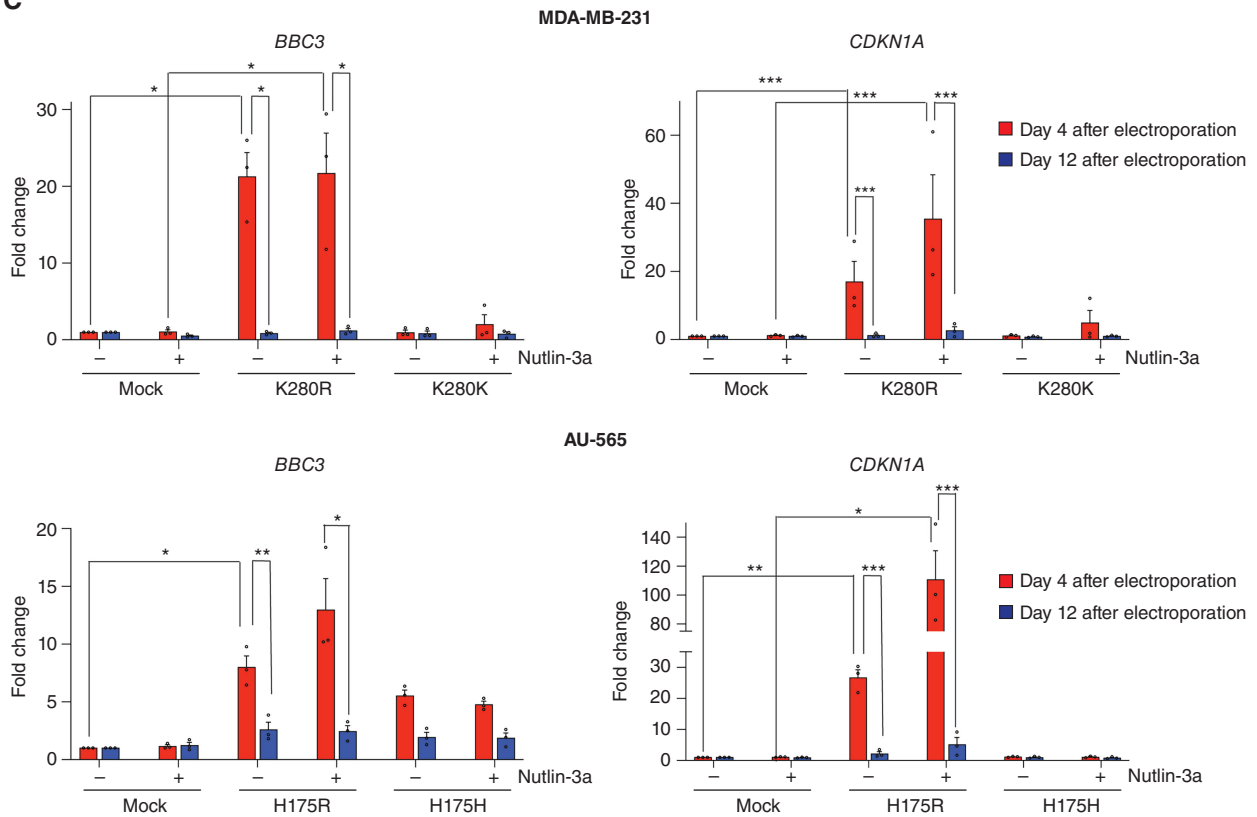 C
MDA-MB-231
BBC3
CDKN1A
Fold change
30
20
10
0
* * * *
– + – + – + Nutlin-3a
Mock K280R K280K
Fold change
60
40
20
0
*** *** *** ***
– + – + – + Nutlin-3a
Mock K280R K280K
Day 4 after electroporation
Day 12 after electroporation
AU-565
BBC3
CDKN1A
Fold change
20
15
10
5
0
* ** *
– + – + – + Nutlin-3a
Mock H175R H175H
Fold change
140
120
100
80
30
20
10
0
** * *** ***
– + – + – + Nutlin-3a
Mock H175R H175H
Day 4 after electroporation
Day 12 after electroporation